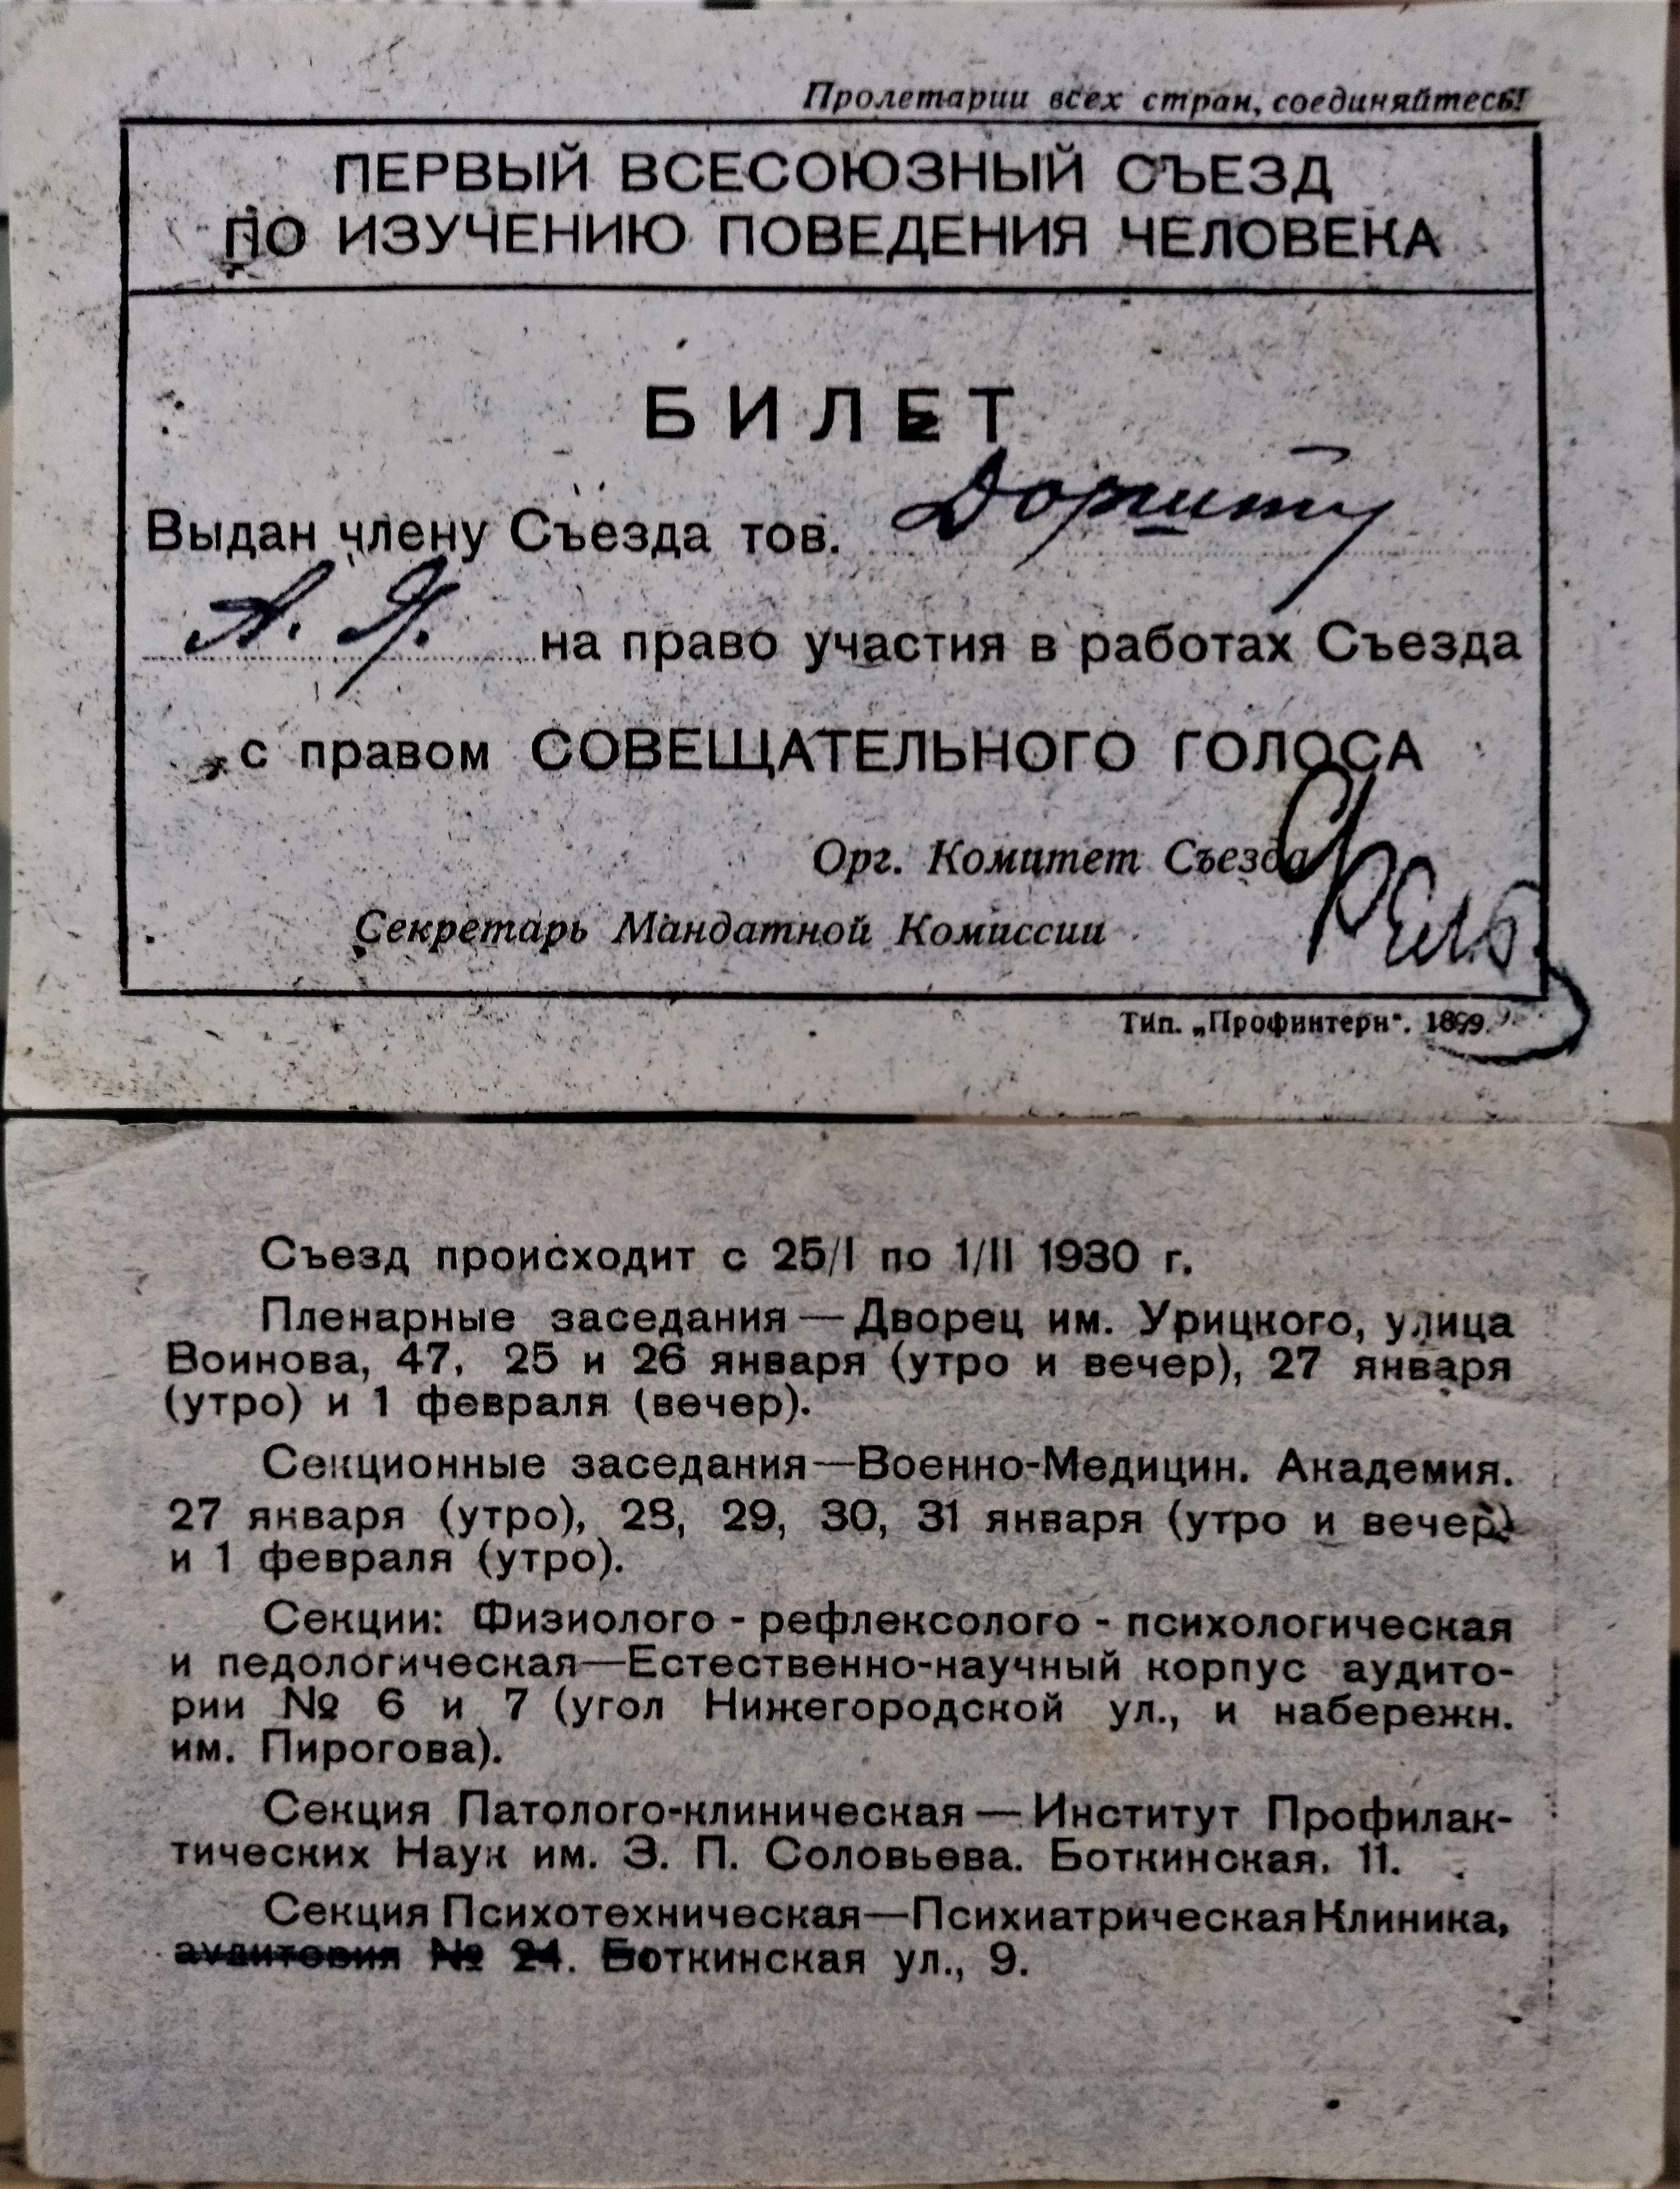 Пролетарии всех стран, соединяйтесь!
ПЕРВЫЙ ВСЕСОЮЗНЫЙ СЪЕЗД
ПО ИЗУЧЕНИЮ ПОВЕДЕНИЯ ЧЕЛОВЕКА
БИЛЕТ
Выдан члену Съезда тов.
А. Я. на право участия в работах Съезда
с правом СОВЕЩАТЕЛЬНОГО ГОЛОСА
Орг. Комитет Съезда
Секретарь Мандатной Комиссии
Тип. „Профинтерн“.
Съезд происходит с 25/I по 1/II 1930 г.
Пленарные заседания — Дворец им. Урицкого, улица
Воинова, 47, 25 и 26 января (утро и вечер), 27 января
(утро) и 1 февраля (вечер).
Секционные заседания—Военно-Медицин. Академия.
27 января (утро), 28, 29, 30, 31 января (утро и вечер)
и 1 февраля (утро).
Секции: Физиолого - рефлексолого - психологическая
и педологическая—Естественно-научный корпус аудито-
рии № 6 и 7 (угол Нижегородской ул., и набережн.
им. Пирогова).
Секция Патолого-клиническая — Институт Профилак-
тических Наук им. З. П. Соловьева. Боткинская, 11.
Секция Психотехническая—Психиатрическая Клиника,
аудитория № 24. Боткинская ул., 9.